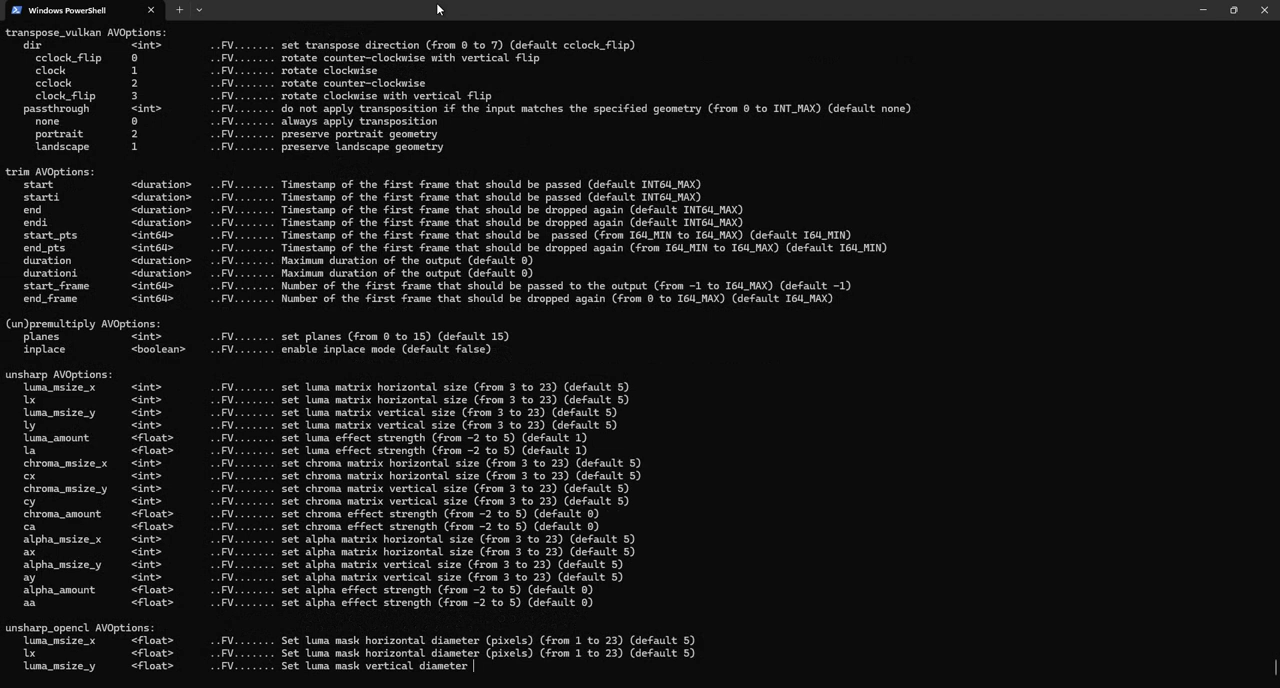 Windows PowerShell
transpose_vulkan AVOptions:
dir <int> ..FV....... set transpose direction (from 0 to 7) (default cclock_flip)
cclock_flip 0 ..FV....... rotate counter-clockwise with vertical flip
clock 1 ..FV....... rotate clockwise
cclock 2 ..FV....... rotate counter-clockwise
clock_flip 3 ..FV....... rotate clockwise with vertical flip
passthrough <int> ..FV....... do not apply transposition if the input matches the specified geometry (from 0 to INT_MAX) (default none)
none 0 ..FV....... always apply transposition
portrait 2 ..FV....... preserve portrait geometry
landscape 1 ..FV....... preserve landscape geometry
trim AVOptions:
start <duration> ..FV....... Timestamp of the first frame that should be passed (default INT64_MAX)
starti <duration> ..FV....... Timestamp of the first frame that should be passed (default INT64_MAX)
end <duration> ..FV....... Timestamp of the first frame that should be dropped again (default INT64_MAX)
endi <duration> ..FV....... Timestamp of the first frame that should be dropped again (default INT64_MAX)
start_pts <int64> ..FV....... Timestamp of the first frame that should be  passed (from I64_MIN to I64_MAX) (default I64_MIN)
end_pts <int64> ..FV....... Timestamp of the first frame that should be dropped again (from I64_MIN to I64_MAX) (default I64_MIN)
duration <duration> ..FV....... Maximum duration of the output (default 0)
durationi <duration> ..FV....... Maximum duration of the output (default 0)
start_frame <int64> ..FV....... Number of the first frame that should be passed to the output (from -1 to I64_MAX) (default -1)
end_frame <int64> ..FV....... Number of the first frame that should be dropped again (from 0 to I64_MAX) (default I64_MAX)
(un)premultiply AVOptions:
planes <int> ..FV....... set planes (from 0 to 15) (default 15)
inplace <boolean> ..FV....... enable inplace mode (default false)
unsharp AVOptions:
luma_msize_x <int> ..FV....... set luma matrix horizontal size (from 3 to 23) (default 5)
lx <int> ..FV....... set luma matrix horizontal size (from 3 to 23) (default 5)
luma_msize_y <int> ..FV....... set luma matrix vertical size (from 3 to 23) (default 5)
ly <int> ..FV....... set luma matrix vertical size (from 3 to 23) (default 5)
luma_amount <float> ..FV....... set luma effect strength (from -2 to 5) (default 1)
la <float> ..FV....... set luma effect strength (from -2 to 5) (default 1)
chroma_msize_x <int> ..FV....... set chroma matrix horizontal size (from 3 to 23) (default 5)
cx <int> ..FV....... set chroma matrix horizontal size (from 3 to 23) (default 5)
chroma_msize_y <int> ..FV....... set chroma matrix vertical size (from 3 to 23) (default 5)
cy <int> ..FV....... set chroma matrix vertical size (from 3 to 23) (default 5)
chroma_amount <float> ..FV....... set chroma effect strength (from -2 to 5) (default 0)
ca <float> ..FV....... set chroma effect strength (from -2 to 5) (default 0)
alpha_msize_x <int> ..FV....... set alpha matrix horizontal size (from 3 to 23) (default 5)
ax <int> ..FV....... set alpha matrix horizontal size (from 3 to 23) (default 5)
alpha_msize_y <int> ..FV....... set alpha matrix vertical size (from 3 to 23) (default 5)
ay <int> ..FV....... set alpha matrix vertical size (from 3 to 23) (default 5)
alpha_amount <float> ..FV....... set alpha effect strength (from -2 to 5) (default 0)
aa <float> ..FV....... set alpha effect strength (from -2 to 5) (default 0)
unsharp_opencl AVOptions:
luma_msize_x <float> ..FV....... Set luma mask horizontal diameter (pixels) (from 1 to 23) (default 5)
lx <float> ..FV....... Set luma mask horizontal diameter (pixels) (from 1 to 23) (default 5)
luma_msize_y <float> ..FV....... Set luma mask vertical diameter